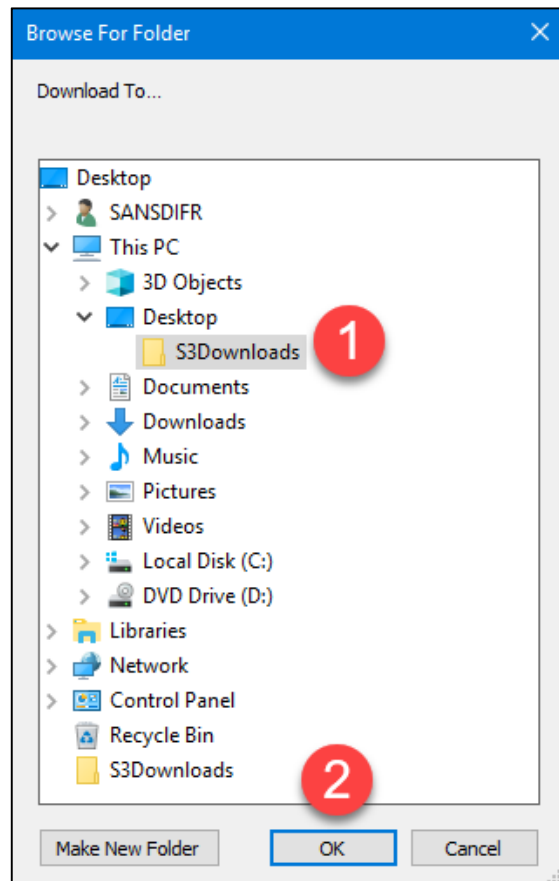 Browse For Folder
Download To...
Desktop
SANSDIFR
This PC
3D Objects
Desktop
S3Downloads
1
Documents
Downloads
Music
Pictures
Videos
Local Disk (C:)
DVD Drive (D:)
Libraries
Network
Control Panel
Recycle Bin
S3Downloads
2
Make New Folder OK Cancel